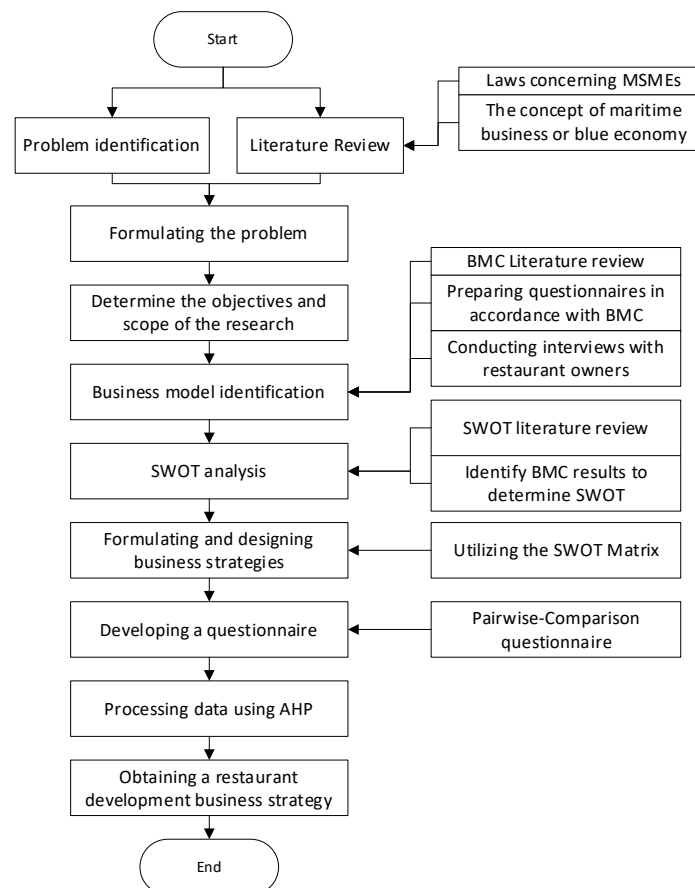 Start
Laws concerning MSMEs
The concept of maritime
business or blue economy
Problem identification
Literature Review
Formulating the problem
Determine the objectives and
scope of the research
BMC Literature review
Preparing questionnaires in
accordance with BMC
Conducting interviews with
restaurant owners
Business model identification
SWOT literature review
Identify BMC results to
determine SWOT
SWOT analysis
Formulating and designing
business strategies
Utilizing the SWOT Matrix
Developing a questionnaire
Pairwise-Comparison
questionnaire
Processing data using AHP
Obtaining a restaurant
development business strategy
End